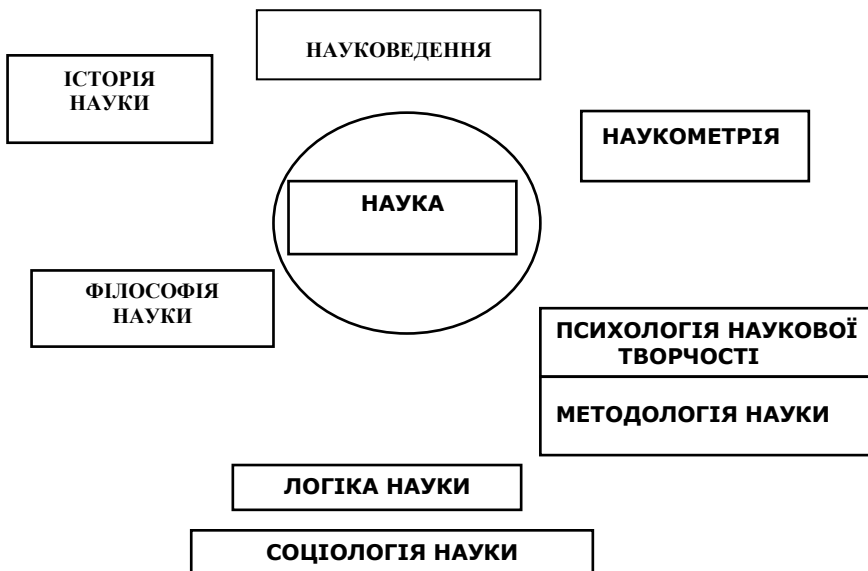 НАУКОВЕДЕННЯ
ІСТОРІЯ
НАУКИ
НАУКОМЕТРІЯ
НАУКА
ФІЛОСОФІЯ
НАУКИ
ПСИХОЛОГІЯ НАУКОВОЇ
ТВОРЧОСТІ
МЕТОДОЛОГІЯ НАУКИ
ЛОГІКА НАУКИ
СОЦІОЛОГІЯ НАУКИ